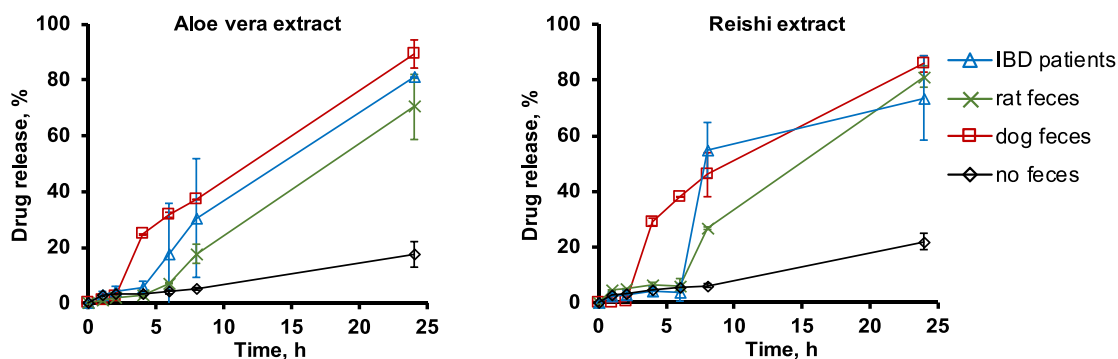 Aloe vera extract
Drug release, %
100
80
60
40
20
0
0
5
10
15
20
25
Time, h
Reishi extract
Drug release, %
100
80
60
40
20
0
0
5
10
15
20
25
Time, h
IBD patients
rat feces
dog feces
no feces